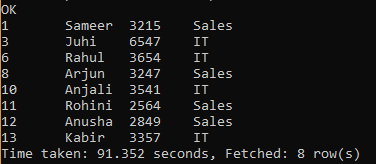 OK
1 Sameer 3215 Sales
3 Juhi 6547 IT
6 Rahul 3654 IT
8 Arjun 3247 Sales
10 Anjali 3541 IT
11 Rohini 2564 Sales
12 Anusha 2849 Sales
13 Kabir 3357 IT
Time taken: 91.352 seconds, Fetched: 8 row(s)